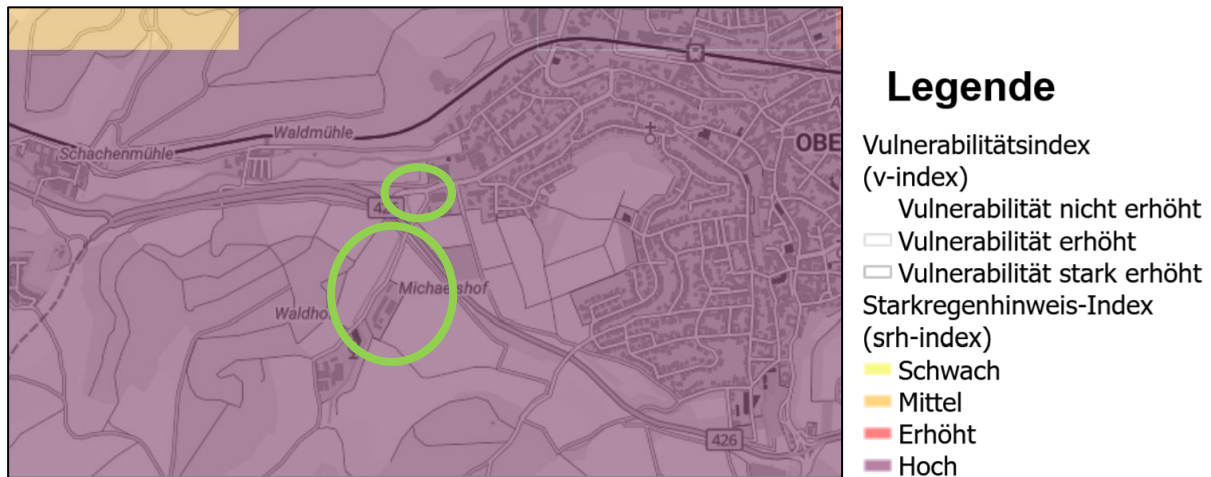 Waldmühle
Schachenmühle
OBE
Michaelshof
426
Legende
Vulnerabilitätsindex
(v-index)
Vulnerabilität nicht erhöht
Vulnerabilität erhöht
Vulnerabilität stark erhöht
Starkregenhinweis-Index
(srh-index)
Schwach
Mittel
Erhöht
Hoch